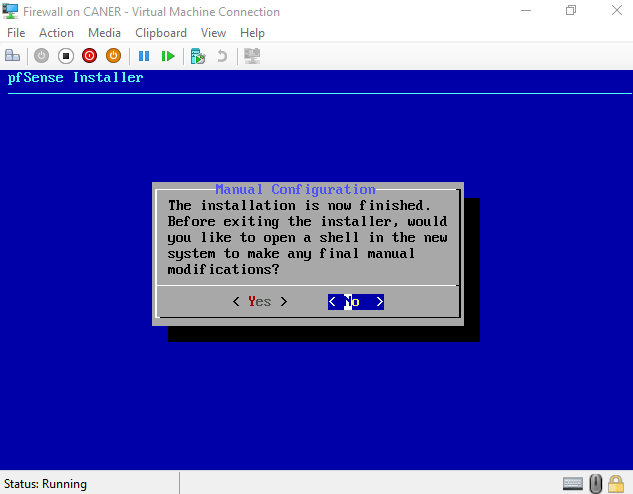 Firewall on CANER - Virtual Machine Connection
File Action Media Clipboard View Help
pfSense Installer
Manual Configuration
The installation is now finished.
Before exiting the installer, would
you like to open a shell in the new
system to make any final manual
modifications?
< Yes > < No >
Status: Running